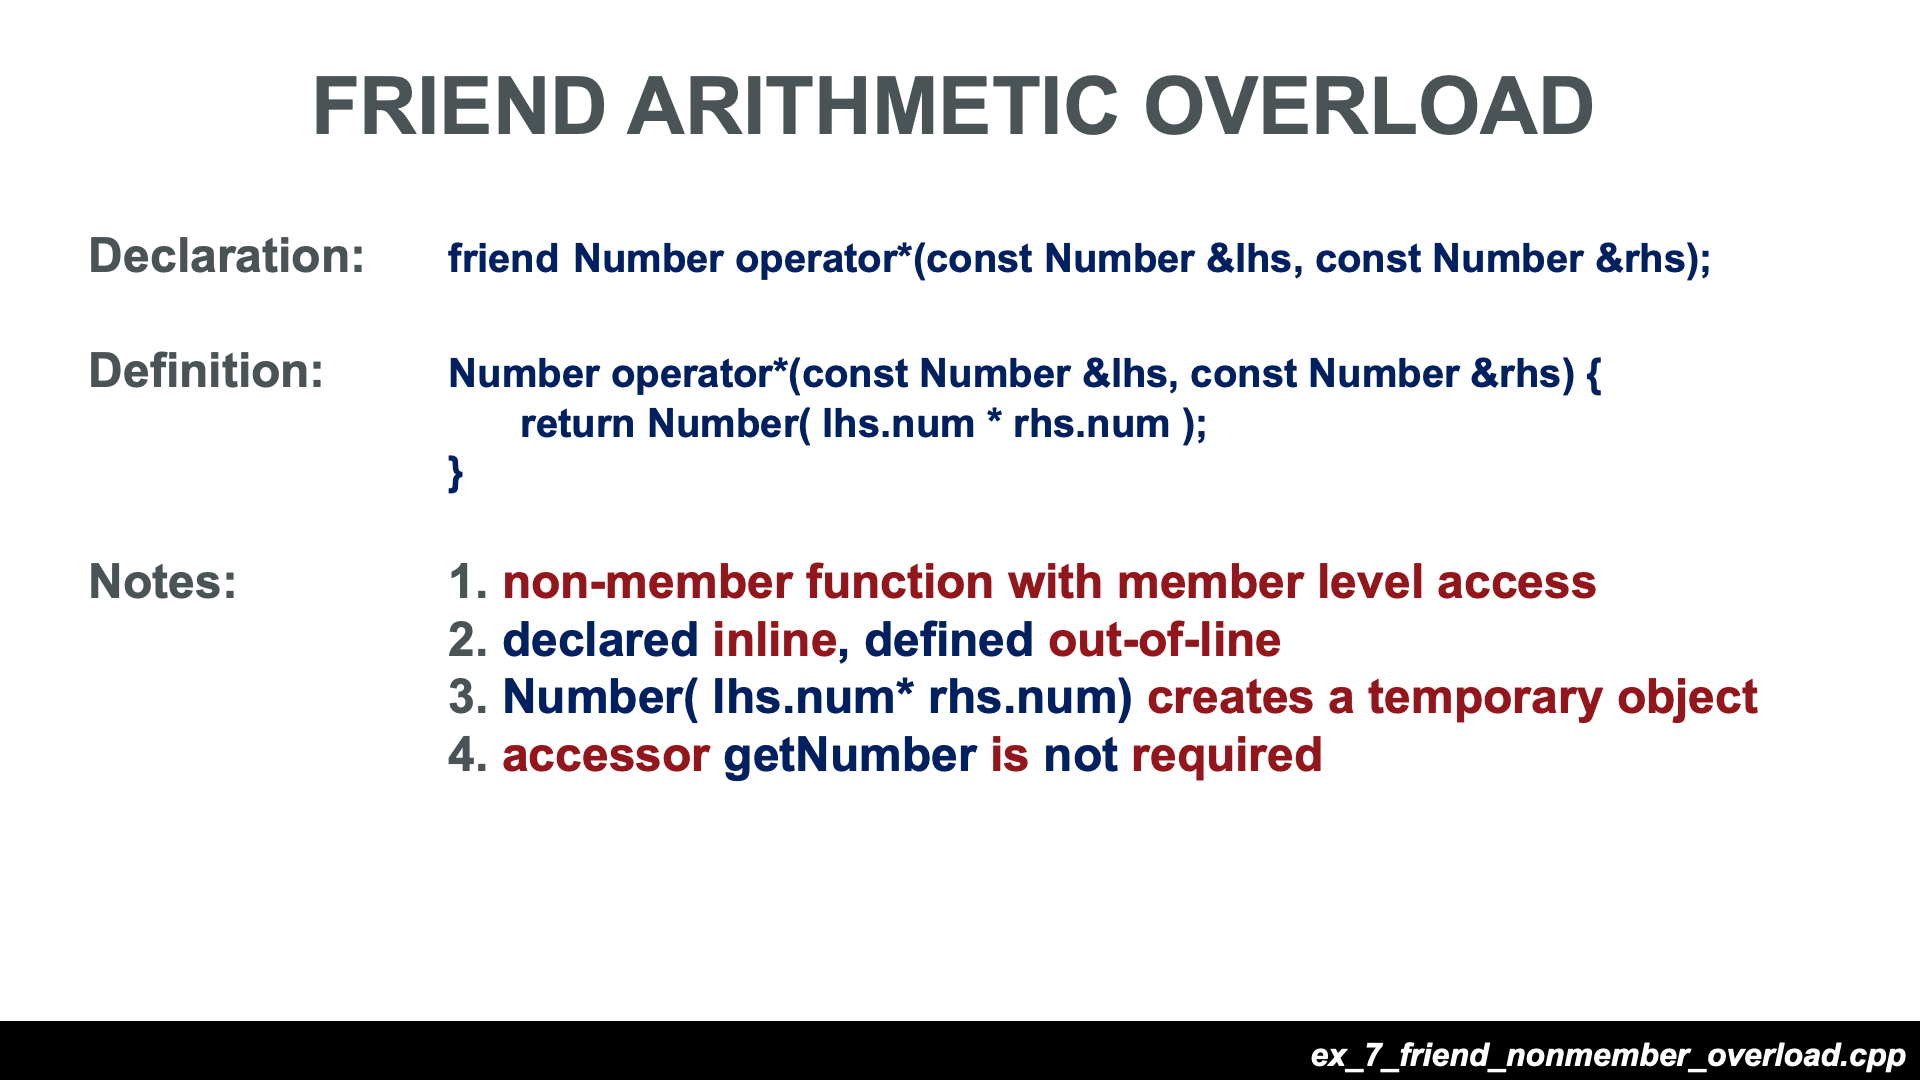 FRIEND ARITHMETIC OVERLOAD
Declaration: friend Number operator*(const Number &lhs, const Number &rhs);
Definition: Number operator*(const Number &lhs, const Number &rhs) {
return Number( lhs.num * rhs.num );
}
Notes: 1. non-member function with member level access
2. declared inline, defined out-of-line
3. Number( lhs.num* rhs.num) creates a temporary object
4. accessor getNumber is not required
ex_7_friend_nonmember_overload.cpp